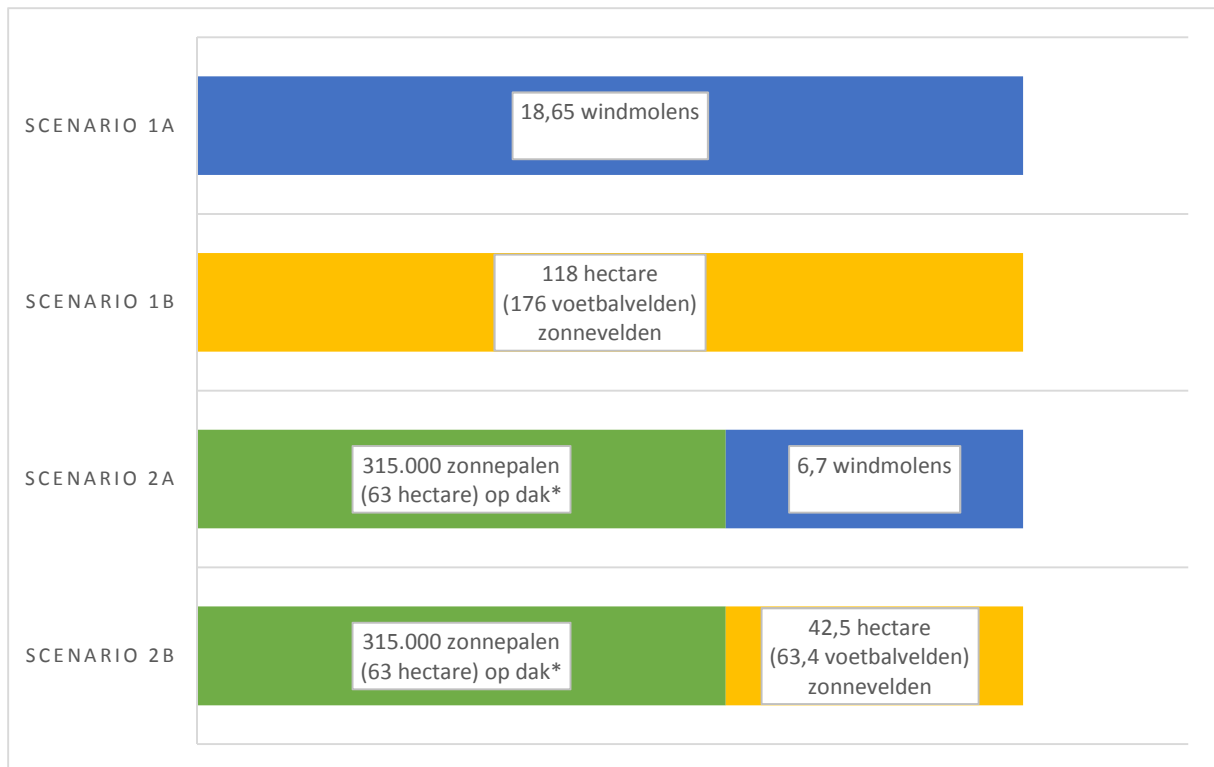 SCENARIO 1A
18,65 windmolens
SCENARIO 1B
118 hectare
(176 voetbalvelden)
zonnevelden
SCENARIO 2A
315.000 zonnepalen
(63 hectare) op dak*
6,7 windmolens
SCENARIO 2B
315.000 zonnepalen
(63 hectare) op dak*
42,5 hectare
(63,4 voetbalvelden)
zonnevelden